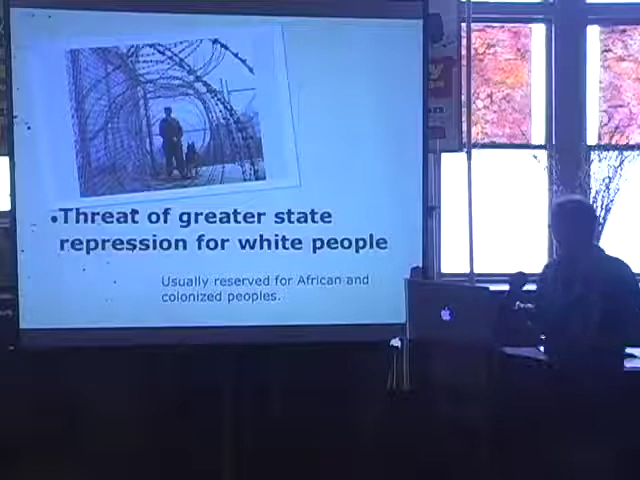 •Threat of greater state
repression for white people
Usually reserved for African and
colonized peoples.